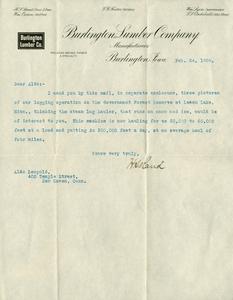 Burlington Lumber Company
Manufacturers
Burlington Lumber Co.
Burlington, Iowa
Feb. 24, 1906.
Dear Aldo:-
I send you by this mail, in separate enclosure, three pictures
of our logging operation on the Government Forest Reserve at Leech Lake,
Minn., thinking the steam log hauler, that runs on snow and ice, would
be of interest to you. This machine is now hauling for us 50,000 to 60,000
feet at a load and putting in 200,000 feet a day, at an average haul of
four miles.
Yours very truly,
Aldo Leopold,
400 Temple Street,
New Haven, Conn.